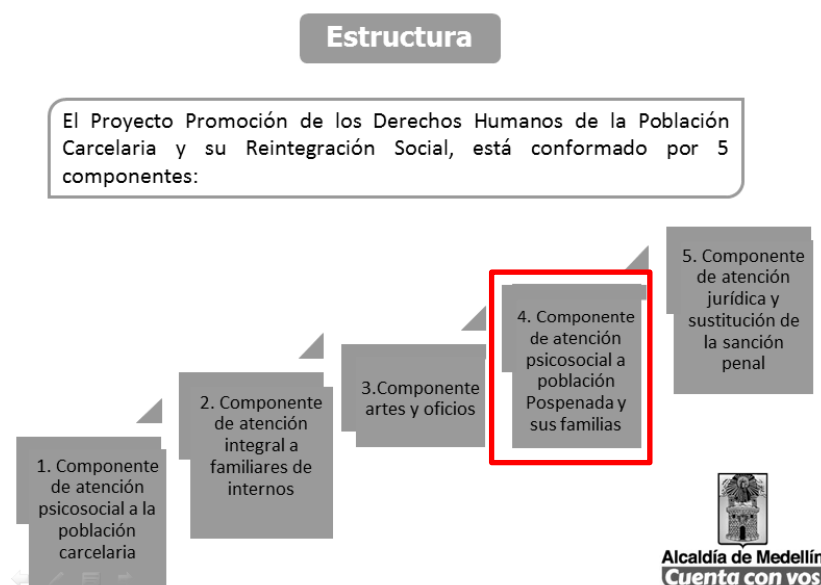 Estructura
El Proyecto Promoción de los Derechos Humanos de la Población
Carcelaria y su Reintegración Social, está conformado por 5
componentes:
1. Componente
de atención
psicosocial a la
población
carcelaria
2. Componente
de atención
integral a
familiares de
internos
3.Componente
artes y oficios
4. Componente
de atención
psicosocial a
población
Pospenada y
sus familias
5. Componente
de atención
jurídica y
sustitución de
la sanción
penal
Alcaldía de Medellín
Cuenta con vos